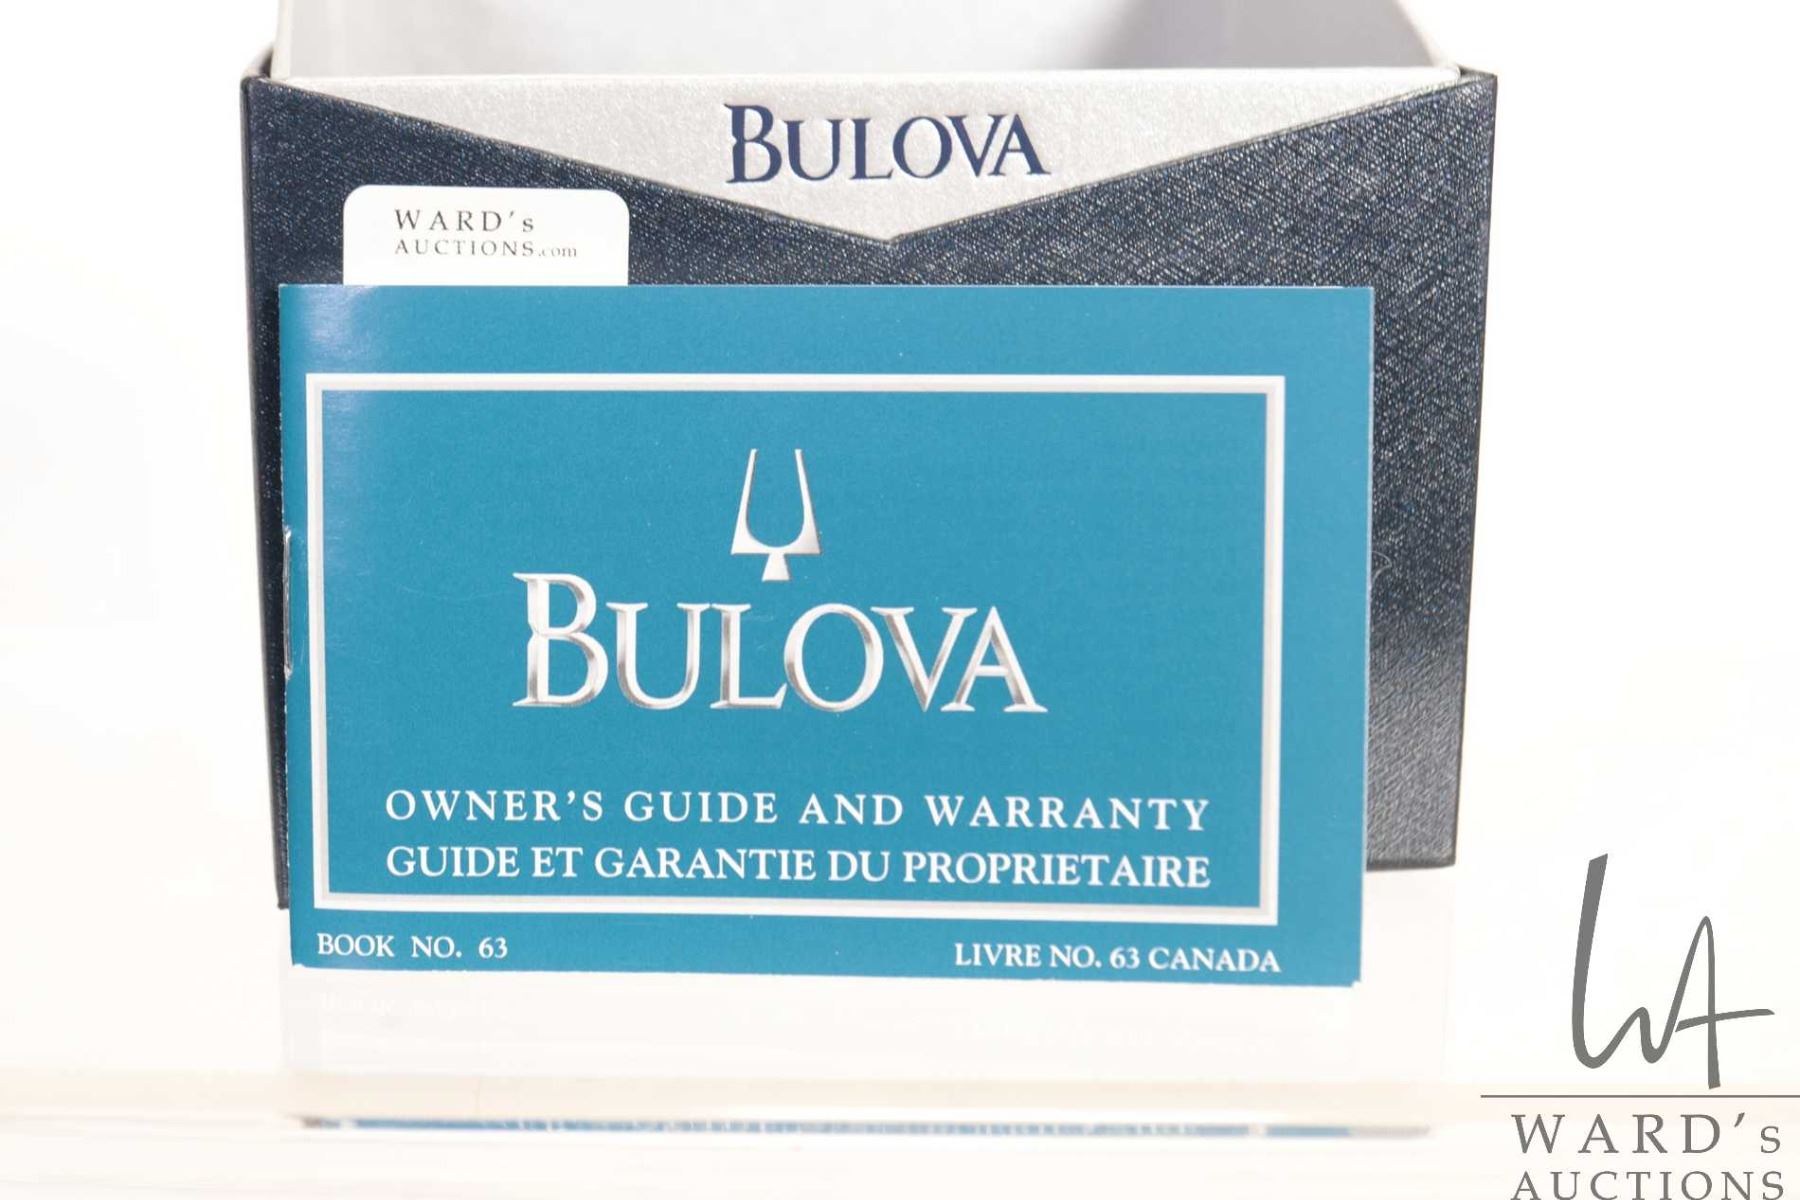 BULOVA
WARD's
AUCTIONS.com
BULOVA
OWNER'S GUIDE AND WARRANTY
GUIDE ET GARANTIE DU PROPRIETAIRE
BOOK NO. 63
LIVRE NO. 63 CANADA
WA
WARD's
AUCTIONS